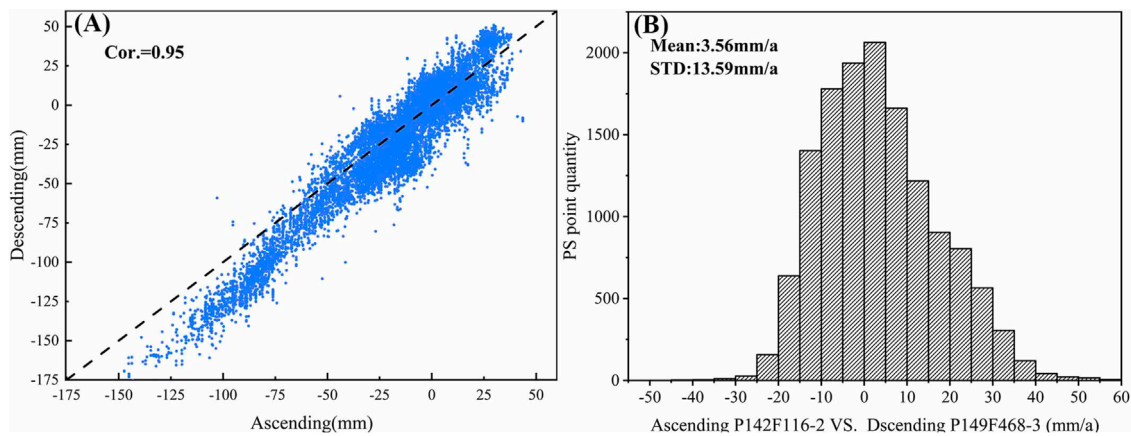 (A)
Cor.=0.95
50
25
0
-25
-50
-75
-100
-125
-150
-175
Descending(mm)
-175 -150 -125 -100 -75 -50 -25 0 25 50
Ascending(mm)
(B)
Mean:3.56mm/a
STD:13.59mm/a
2000
1500
1000
500
0
PS point quantity
-50 -40 -30 -20 -10 0 10 20 30 40 50 60
Ascending P142F116-2 VS. Dscending P149F468-3 (mm/a)